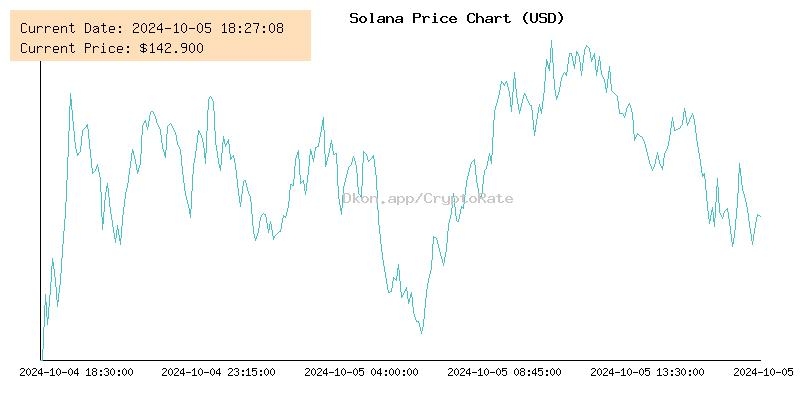 Solana Price Chart (USD)
Current Date: 2024-10-05 18:27:08
Current Price: $142.900
Okon.app/CryptoRate
2024-10-04 18:30:00 2024-10-04 23:15:00 2024-10-05 04:00:00 2024-10-05 08:45:00 2024-10-05 13:30:00 2024-10-05